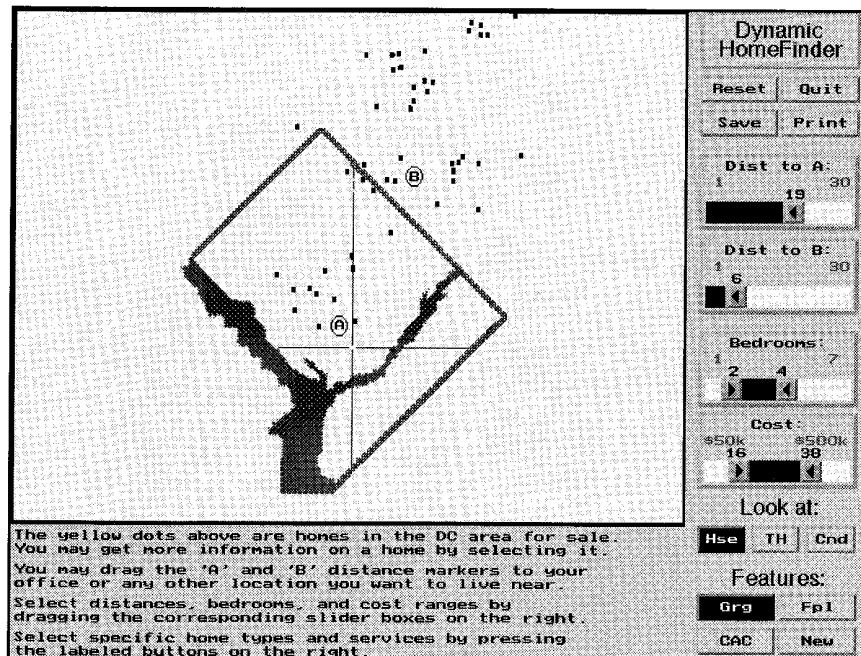 Dynamic
HomeFinder
Reset Quit
Save Print
Dist to A:
1 30
19
Dist to B:
1 30
6
Bedrooms:
1 7
2 4
Cost:
$50k $500k
16 38
Look at:
Hse TH Cnd
Features:
Grg Fpl
CAC New
B
A
The yellow dots above are homes in the DC area for sale.
You may get more information on a home by selecting it.
You may drag the 'A' and 'B' distance markers to your
office or any other location you want to live near.
Select distances, bedrooms, and cost ranges by
dragging the corresponding slider boxes on the right.
Select specific home types and services by pressing
the labeled buttons on the right.